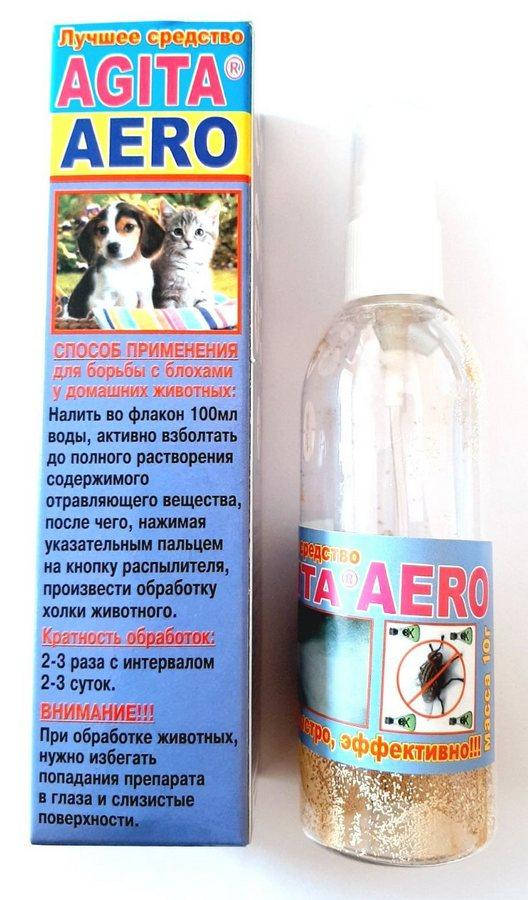 Лучшее средство
AGITA®
AERO
СПОСОБ ПРИМЕНЕНИЯ
для борьбы с блохами
у домашних животных:
Налить во флакон 100мл
воды, активно взболтать
до полного растворения
содержимого
отравляющего вещества,
после чего, нажимая
указательным пальцем
на кнопку распылителя,
произвести обработку
холки животного.
Кратность обработок:
2-3 раза с интервалом
2-3 суток.
ВНИМАНИЕ!!!
При обработке животных,
нужно избегать
попадания препарата
в глаза и слизистые
поверхности.
средство
TA® AERO
стро, эффективно!!!
масса 10г